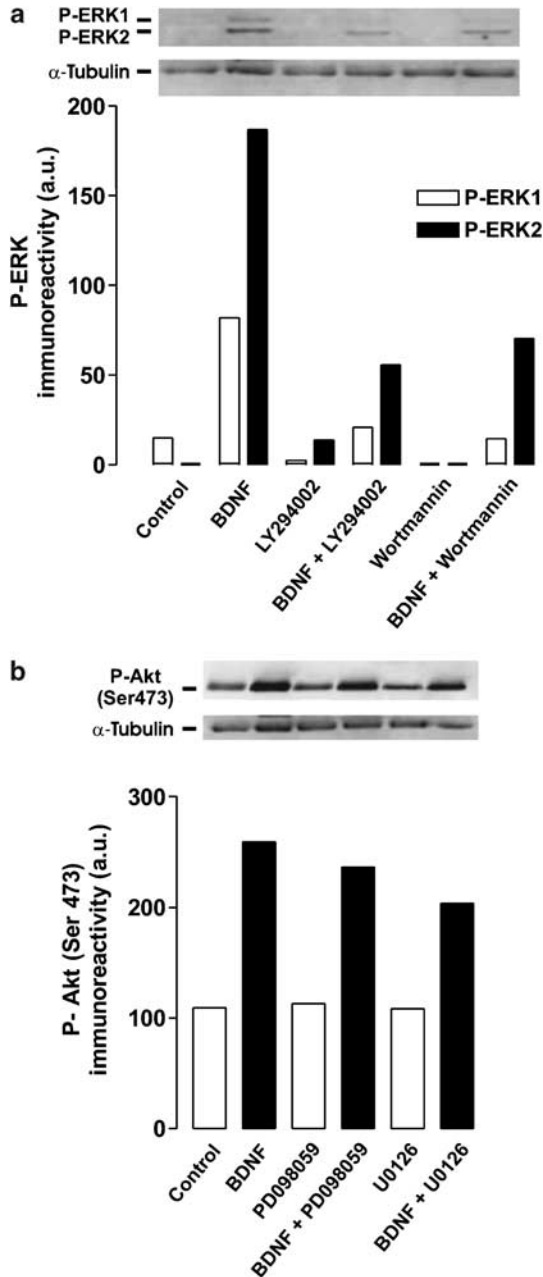 a
P-ERK1
P-ERK2
α-Tubulin
200
150
100
50
0
P-ERK
immunoreactivity (a.u.)
P-ERK1
P-ERK2
Control
BDNF
LY294002
BDNF + LY294002
Wortmannin
BDNF + Wortmannin
b
P-Akt
(Ser473)
α-Tubulin
300
200
100
0
P- Akt (Ser 473)
immunoreactivity (a.u.)
Control
BDNF
PD098059
BDNF + PD098059
U0126
BDNF + U0126